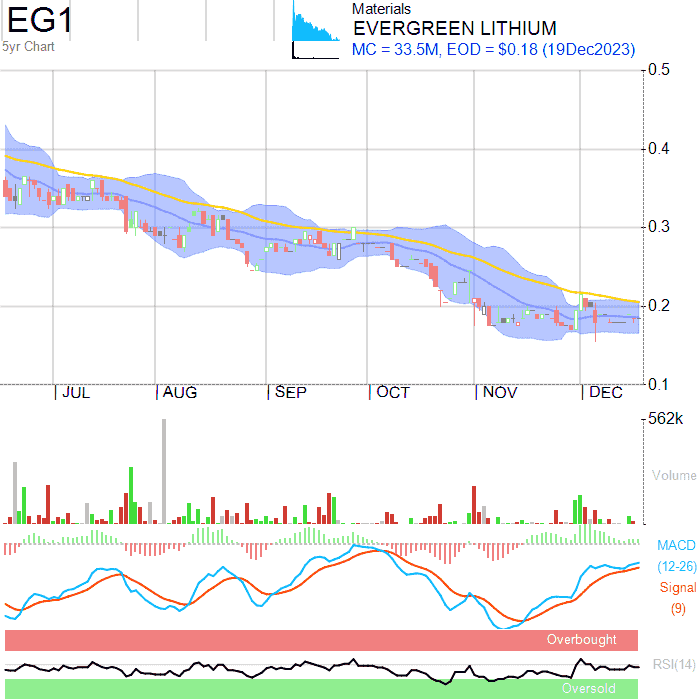 EG1
5yr Chart
Materials
EVERGREEN LITHIUM
MC = 33.5M, EOD = $0.18 (19Dec2023)
0.5
0.4
0.3
0.2
0.1
JUL AUG SEP OCT NOV DEC
562k
Volume
MACD
(12-26)
Signal
(9)
Overbought
RSI(14)
Oversold